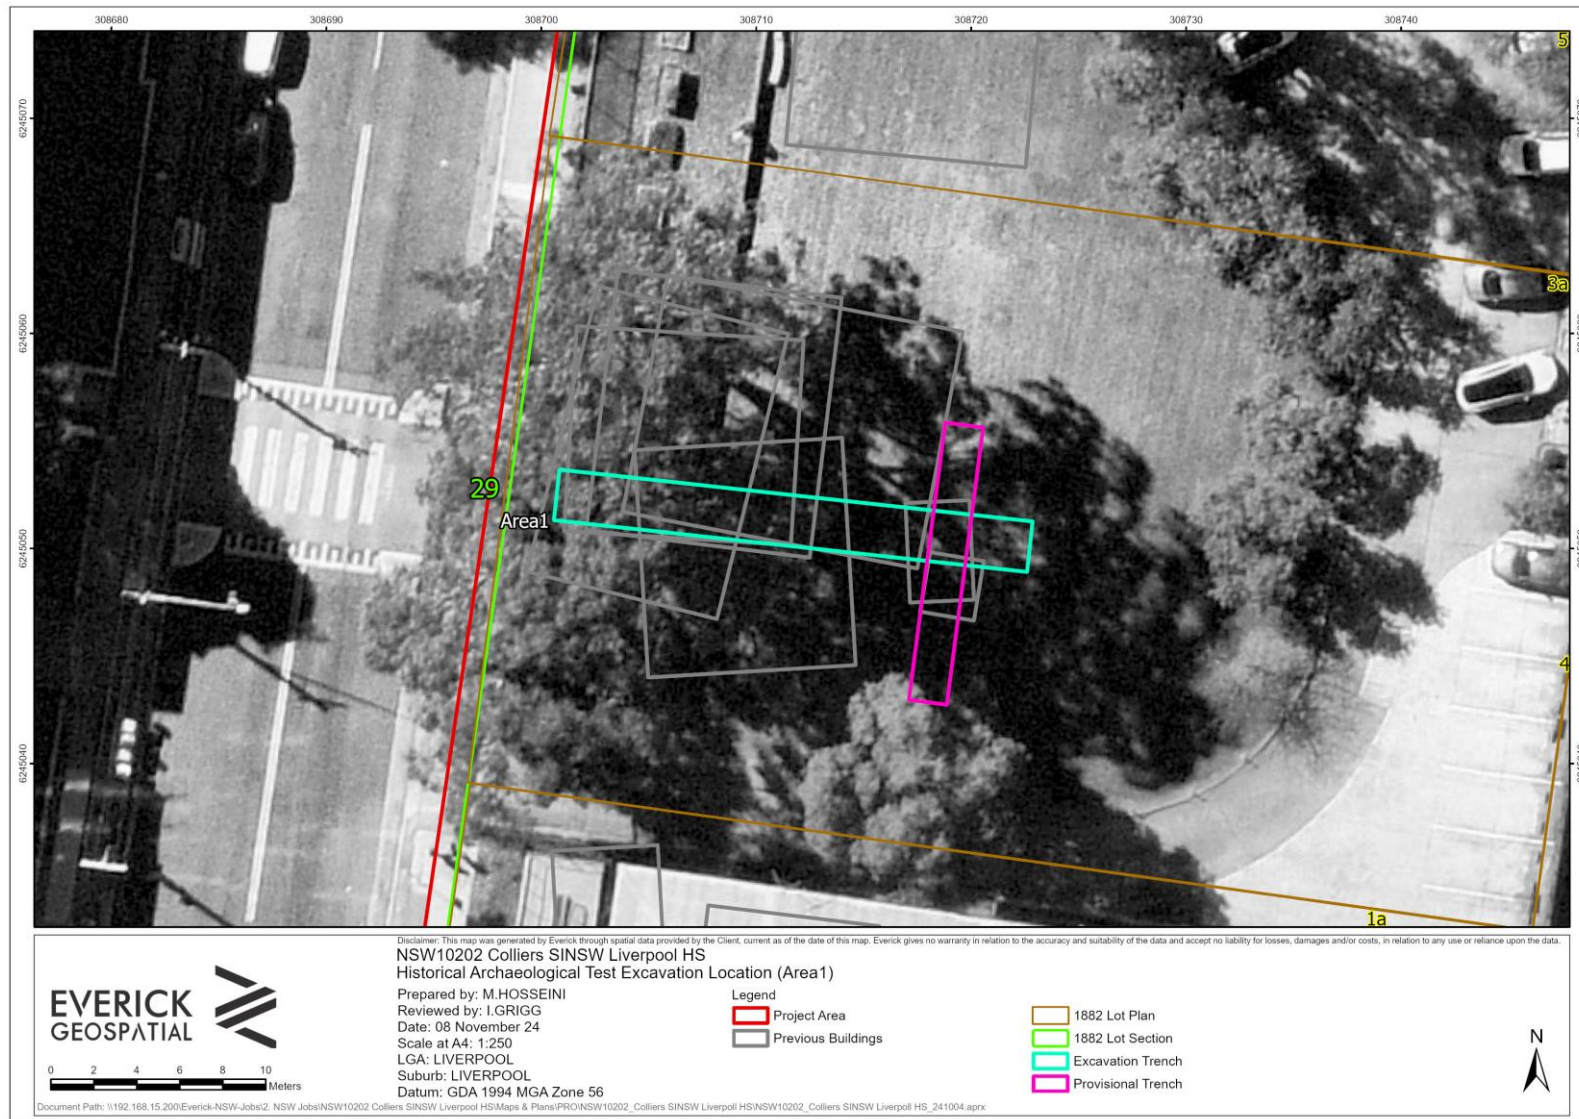 308680 308690 308700 308710 308720 308730 308740
5
6245070
3a
6245060
29
Area1
6245050
4
6245040
1a
Disclaimer: This map was generated by Everick through spatial data provided by the Client, current as of the date of this map. Everick gives no warranty in relation to the accuracy and suitability of the data and accept no liability for losses, damages and/or costs, in relation to any use or reliance upon the data.
NSW10202 Colliers SINSW Liverpool HS
Historical Archaeological Test Excavation Location (Area1)
EVERICK
GEOSPATIAL
Prepared by: M.HOSSEINI
Reviewed by: I.GRIGG
Date: 08 November 24
Scale at A4: 1:250
LGA: LIVERPOOL
Suburb: LIVERPOOL
Datum: GDA 1994 MGA Zone 56
Legend
Project Area
Previous Buildings
1882 Lot Plan
1882 Lot Section
Excavation Trench
Provisional Trench
N
0 2 4 6 8 10
Meters
Document Path: \\192.168.15.200\Everick-NSW-Jobs\2. NSW Jobs\NSW10202 Colliers SINSW Liverpool HS\Maps & Plans\PRO\NSW10202_Colliers SINSW Liverpoll HS\NSW10202_Colliers SINSW Liverpoll HS_241004.aprx